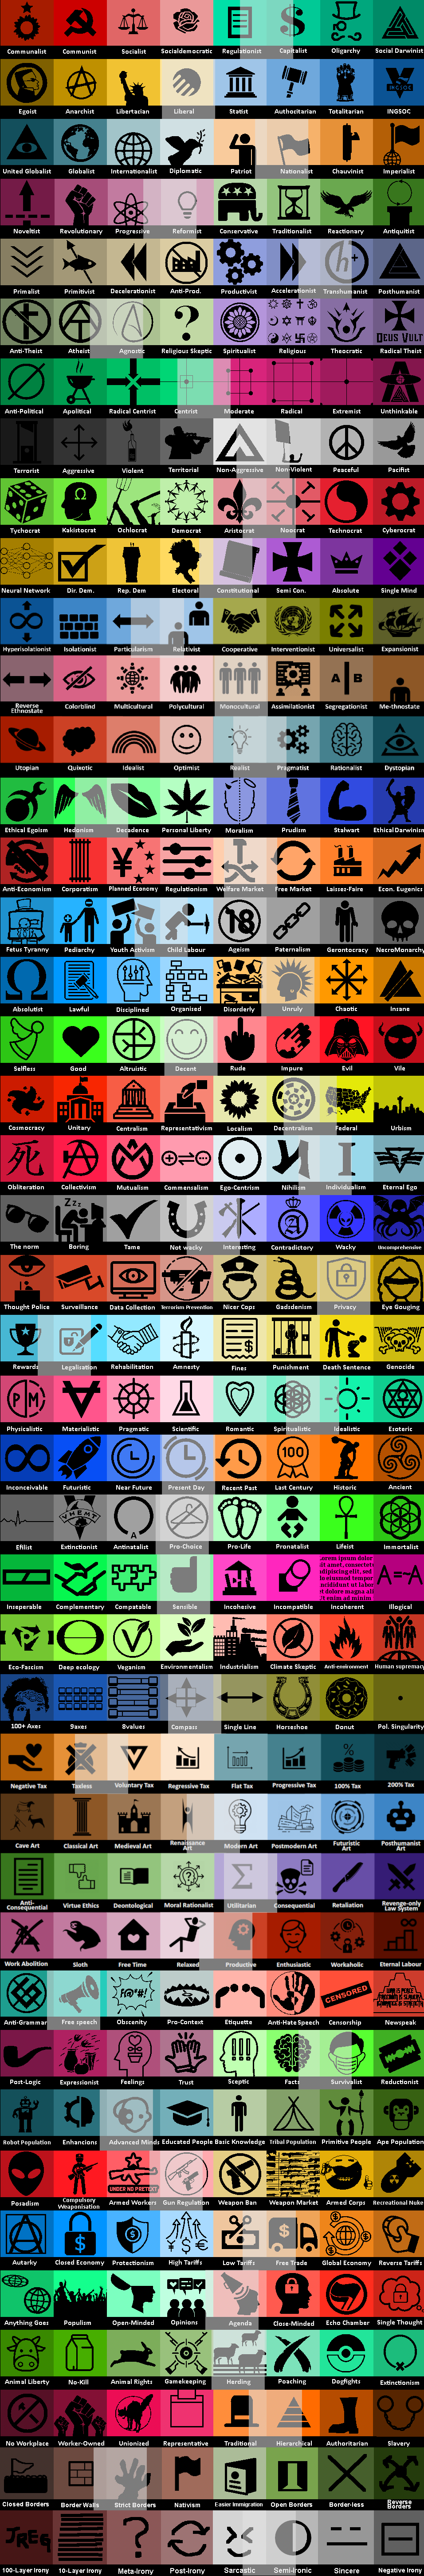 Communalist Communist Socialist Socialdemocratic Regulationist Capitalist Oligarchy Social Darwinist
INGSOC
Egoist Anarchist Libertarian Liberal Statist Authoritarian Totalitarian INGSOC
United Globalist Globalist Internationalist Diplomatic Patriot Nationalist Chauvinist Imperialist
Noveltist Revolutionary Progressive Reformist Conservative Traditionalist Reactionary Antiquitist
h+
Primalist Primitivist Decelerationist Anti-Prod. Productivist Accelerationist Transhumanist Posthumanist
DEUS VULT
Anti-Theist Atheist Agnostic Religious Skeptic Spiritualist Religious Theocratic Radical Theist
Anti-Political Apolitical Radical Centrist Centrist Moderate Radical Extremist Unthinkable
Terrorist Aggressive Violent Territorial Non-Aggressive Non-Violent Peaceful Pacifist
Ω
Tychocrat Kakistocrat Ochlocrat Democrat Aristocrat Neocrat Technocrat Cyberocrat
Neural Network Dir. Dem. Rep. Dem Electoral Constitutional Semi Con. Absolute Single Mind
Hyperisolationist Isolationist Particularism Relativist Cooperative Interventionist Universalist Expansionist
A B
Reverse Ethnostate Colorblind Multicultural Polycultural Monocultural Assimilationist Segregationist Me-thnostate
Utopian Quixotic Idealist Optimist Realist Pragmatist Rationalist Dystopian
Ethical Egoism Hedonism Decadence Personal Liberty Moralism Prudism Stalwart Ethical Darwinism
Anti-Economism Corporatism Planned Economy Regulationism Welfare Market Free Market Laissez-Faire Econ. Eugenics
18
Fetus Tyranny Pediarchy Youth Activism Child Labour Ageism Paternalism Gerontocracy NecroMonarchy
Absolutist Lawful Disciplined Organised Disorderly Unruly Chaotic Insane
Selfless Good Altruistic Decent Rude Impure Evil Vile
Cosmocracy Unitary Centralism Representativism Localism Decentralism Federal Urbism
死
Obliteration Collectivism Mutualism Commensalism Ego-Centrism Nihilism Individualism Eternal Ego
Zzz
The norm Boring Tame Not wacky Interesting Contradictory Wacky Uncomprehensive
Thought Police Surveillance Data Collection Terrorism Prevention Nicer Cops Gadsdenism Privacy Eye Gouging
Rewards Legalisation Rehabilitation Amnesty Fines Punishment Death Sentence Genocide
P M
Physicalistic Materialistic Pragmatic Scientific Romantic Spiritualistic Idealistic Esoteric
100
Inconceivable Futuristic Near Future Present Day Recent Past Last Century Historic Ancient
VHEMT
A
Efilist Extinctionist Antinatalist Pro-Choice Pro-Life Pronatalist Lifeist Immortalist
A=¬A
Inseperable Complementary Compatable Sensible Incohesive Incompatible Incoherent Illogical
Eco-Fascism Deep ecology Veganism Environmentalism Industrialism Climate Skeptic Anti-environment Human supremacy
100+ Axes 9axes 8values Compass Single Line Horseshoe Donut Pol. Singularity
Negative Tax Taxless Voluntary Tax Regressive Tax Flat Tax Progressive Tax 100% Tax 200% Tax
Cave Art Classical Art Medieval Art Renaissance Art Modern Art Postmodern Art Futuristic Art Posthumanist Art
Σ
Anti-Consequential Virtue Ethics Deontological Moral Rationalist Utilitarian Consequential Retaliation Revenge-only Law System
Work Abolition Sloth Free Time Relaxed Productive Enthusiastic Workaholic Eternal Labour
F@#!
CENSORED
Anti-Grammar Free speech Obscenity Pro-Context Etiquette Anti-Hate Speech Censorship Newspeak
Post-Logic Expressionist Feelings Trust Sceptic Facts Survivalist Reductionist
Robot Population Enhancions Advanced Minds Educated People Basic Knowledge Tribal Population Primitive People Ape Population
UNDER NO PRETEXT
Posadism Compulsory Weaponisation Armed Workers Gun Regulation Weapon Ban Weapon Market Armed Corps Recreational Nuke
Autarky Closed Economy Protectionism High Tariffs Low Tariffs Free Trade Global Economy Reverse Tariffs
Anything Goes Populism Open-Minded Opinions Agenda Close-Minded Echo Chamber Single Thought
Animal Liberty No-Kill Animal Rights Gamekeeping Herding Poaching Dogfights Extinctionism
No Workplace Worker-Owned Unionized Representative Traditional Hierarchical Authoritarian Slavery
Closed Borders Border Walls Strict Borders Nativism Easier Immigration Open Borders Border-less Reverse Borders
JREG
100-Layer Irony 10-Layer Irony Meta-Irony Post-Irony Sarcastic Semi-Ironic Sincere Negative Irony